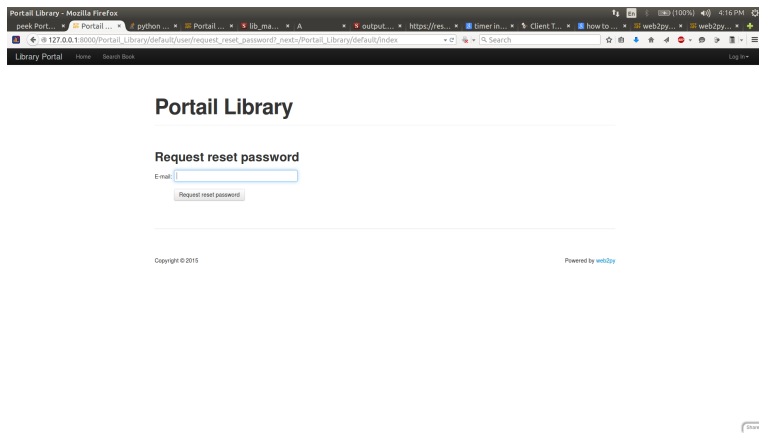 Portail Library - Mozilla Firefox
En (100%) 4:16 PM
peek Port... × Portail ... × python ... × Portail ... × lib_ma... × A × output.... × https://res... × timer in... × Client T... × how to ... × web2py... × web2py... ×
127.0.0.1:8000/Portail_Library/default/user/request_reset_password?_next=/Portail_Library/default/index
Search
Library Portal Home Search Book Log In
Portail Library
Request reset password
E-mail:
Request reset password
Copyright © 2015 Powered by web2py
Share